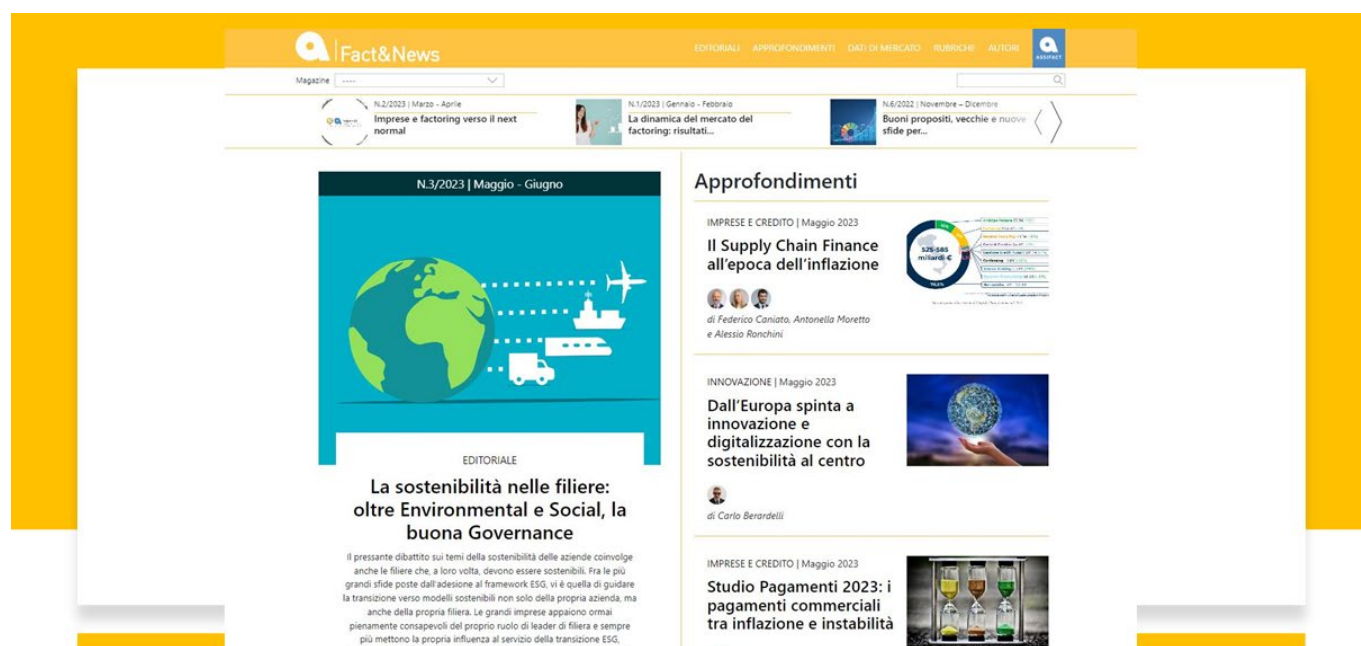 Fact&News
EDITORIALI APPROFONDIMENTI DATI DI MERCATO RUBRICHE AUTORI
ASSIFACT
Magazine ----
N.2/2023 | Marzo - Aprile
Imprese e factoring verso il next
normal
N.1/2023 | Gennaio - Febbraio
La dinamica del mercato del
factoring: risultati...
N.6/2022 | Novembre – Dicembre
Buoni propositi, vecchie e nuove
sfide per...
N.3/2023 | Maggio - Giugno
EDITORIALE
La sostenibilità nelle filiere:
oltre Environmental e Social, la
buona Governance
Il pressante dibattito sui temi della sostenibilità delle aziende coinvolge
anche le filiere che, a loro volta, devono essere sostenibili. Fra le più
grandi sfide poste dall'adesione al framework ESG, vi è quella di guidare
la transizione verso modelli sostenibili non solo della propria azienda, ma
anche della propria filiera. Le grandi imprese appaiono ormai
pienamente consapevoli del proprio ruolo di leader di filiera e sempre
più mettono la propria influenza al servizio della transizione ESG,
Approfondimenti
IMPRESE E CREDITO | Maggio 2023
Il Supply Chain Finance
all'epoca dell'inflazione
525-585
miliardi €
di Federico Caniato, Antonella Moretto
e Alessio Ronchini
INNOVAZIONE | Maggio 2023
Dall'Europa spinta a
innovazione e
digitalizzazione con la
sostenibilità al centro
di Carlo Berardelli
IMPRESE E CREDITO | Maggio 2023
Studio Pagamenti 2023: i
pagamenti commerciali
tra inflazione e instabilità